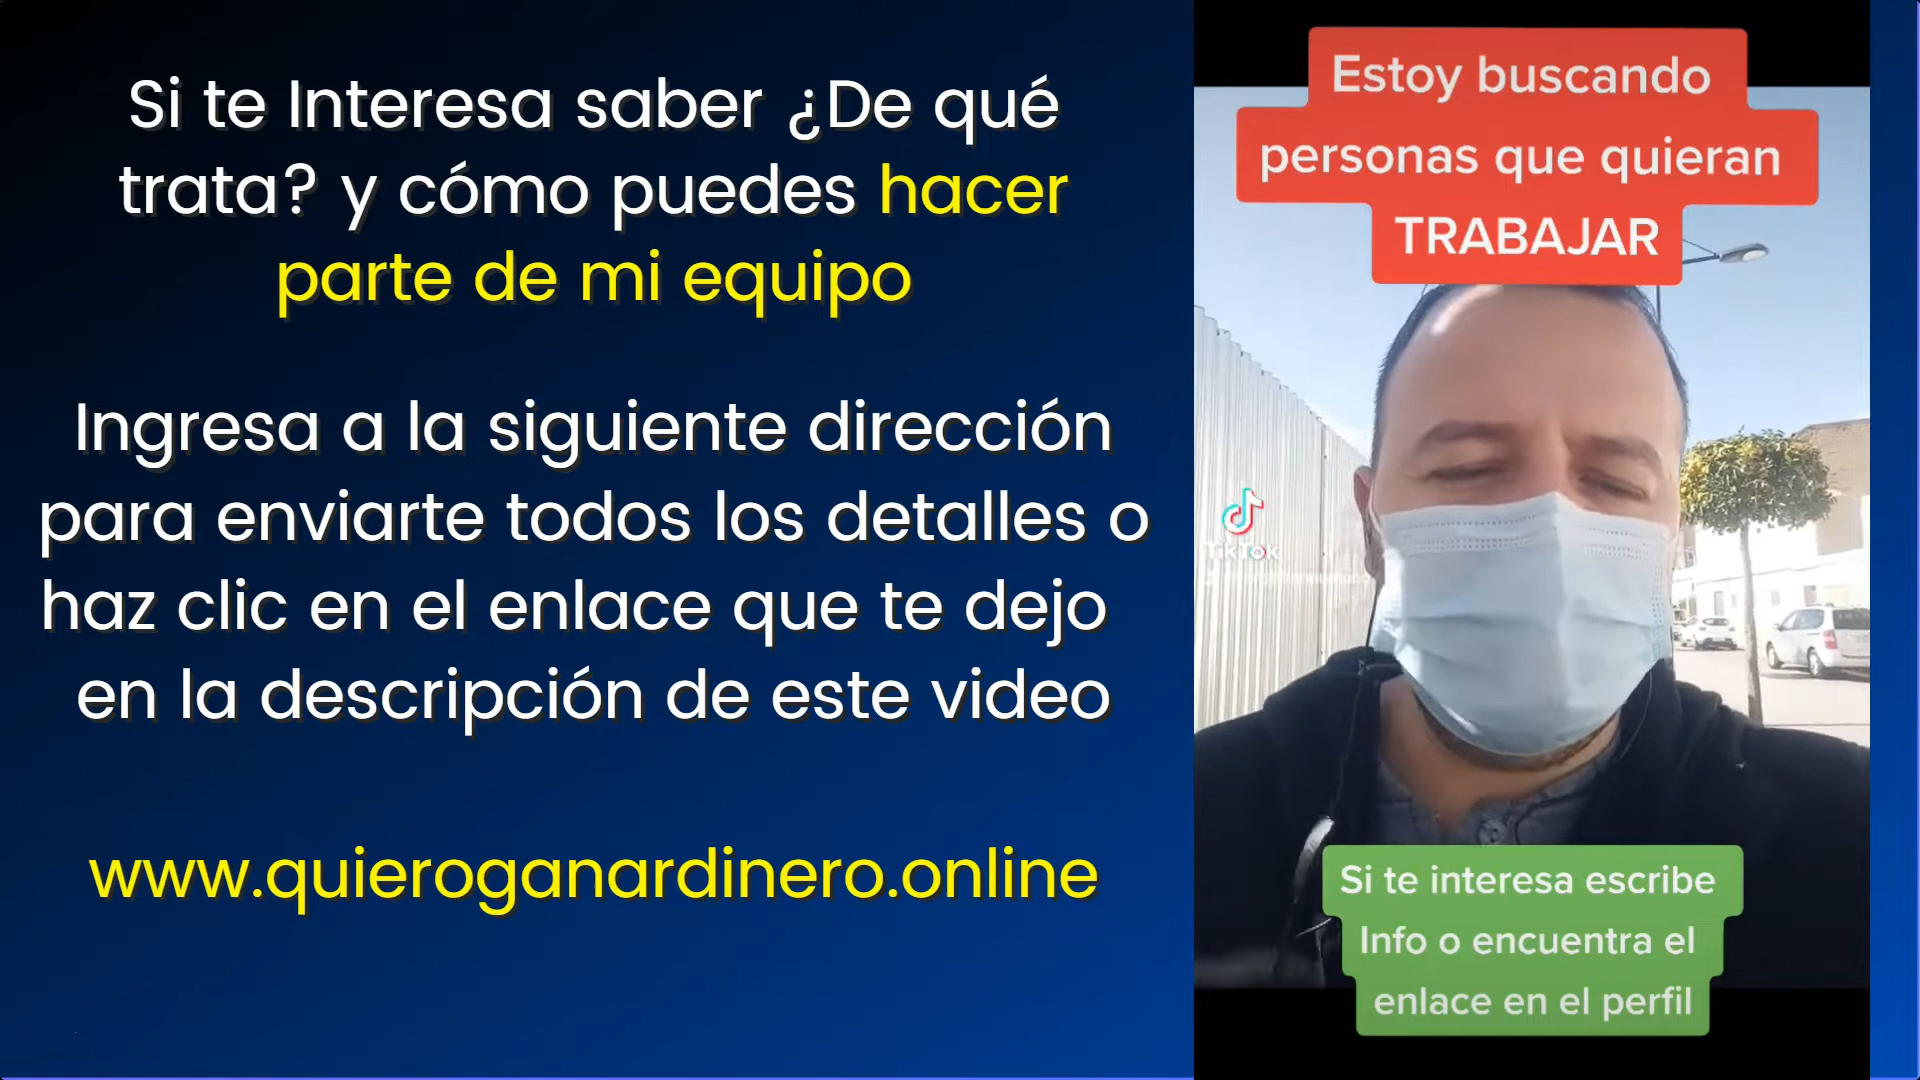 Si te Interesa saber ¿De qué
trata? y cómo puedes hacer
parte de mi equipo
Ingresa a la siguiente dirección
para enviarte todos los detalles o
haz clic en el enlace que te dejo
en la descripción de este video
www.quieroganardinero.online
Estoy buscando
personas que quieran
TRABAJAR
TikTok
Si te interesa escribe
Info o encuentra el
enlace en el perfil